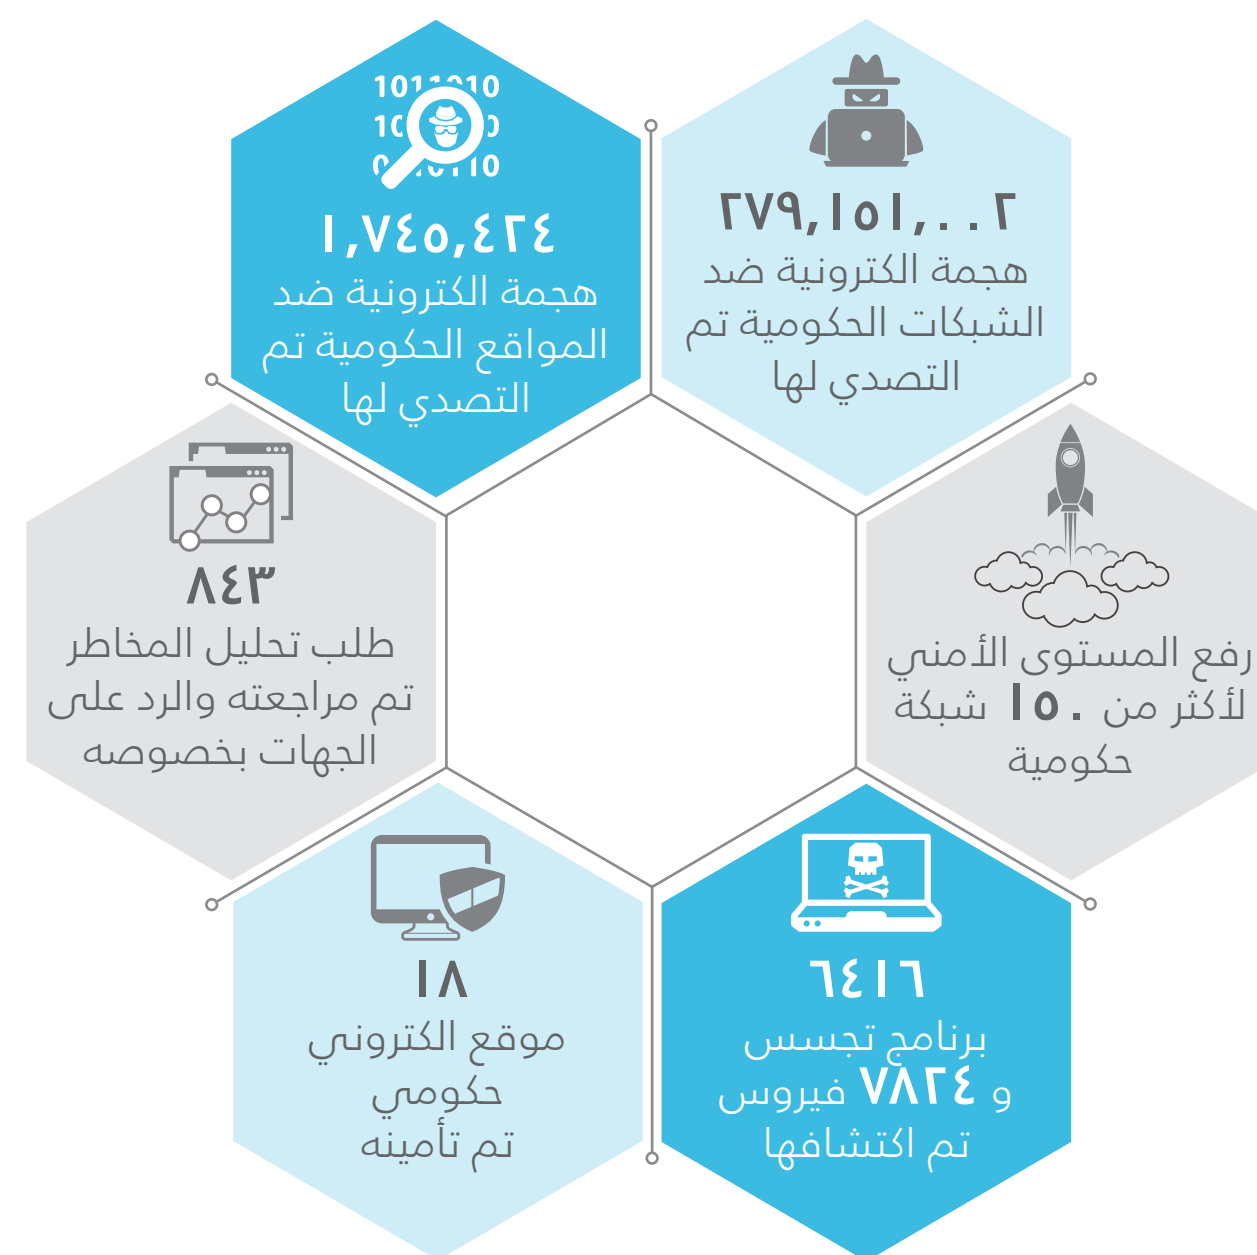 ٢٧٩,١٥١,٠٠٢
هجمة الكترونية ضد
الشبكات الحكومية تم
التصدي لها
١,٧٤٥,٤٢٤
هجمة الكترونية ضد
المواقع الحكومية تم
التصدي لها
رفع المستوى الأمني
لأكثر من ١٥٠ شبكة
حكومية
٨٤٣
طلب تحليل المخاطر
تم مراجعته والرد على
الجهات بخصوصه
٦٤١٦
برنامج تجسس
و ٧٨٢٤ فيروس
تم اكتشافها
١٨
موقع الكتروني
حكومي
تم تأمينه